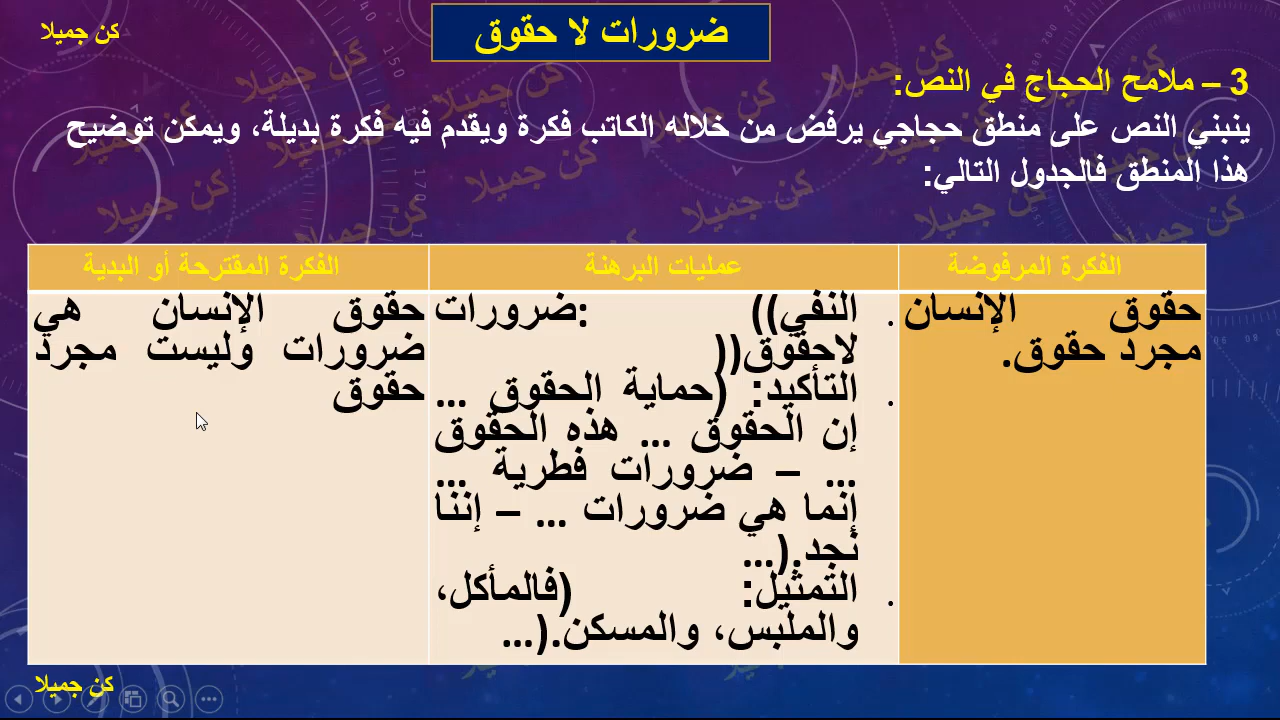 كن جميلا
ضرورات لا حقوق
3 – ملامح الحجاج في النص:
ينبني النص على منطق حجاجي يرفض من خلاله الكاتب فكرة ويقدم فيه فكرة بديلة، ويمكن توضيح
هذا المنطق فالجدول التالي:
الفكرة المرفوضة
عمليات البرهنة
الفكرة المقترحة أو البدية
حقوق الإنسان
مجرد حقوق.
. النفي)) :ضرورات
لاحقوق((
. التأكيد: (حماية الحقوق ...
إن الحقوق ... هذه الحقوق
... – ضرورات فطرية ...
إنما هي ضرورات ... – إننا
نجد.(...
. التمثيل: (فالمأكل،
والملبس، والمسكن.(...
حقوق الإنسان هي
ضرورات وليست مجرد
حقوق
كن جميلا